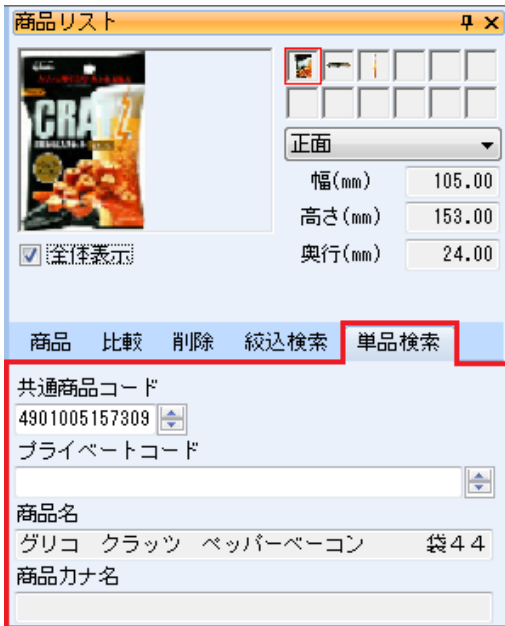 商品リスト
CRATZ
正面
幅(mm) 105.00
高さ(mm) 153.00
全体表示
奥行(mm) 24.00
商品 比較 削除 絞込検索 単品検索
共通商品コード
4901005157309
プライベートコード
商品名
グリコ クラッツ ペッパーベーコン 袋44
商品カナ名